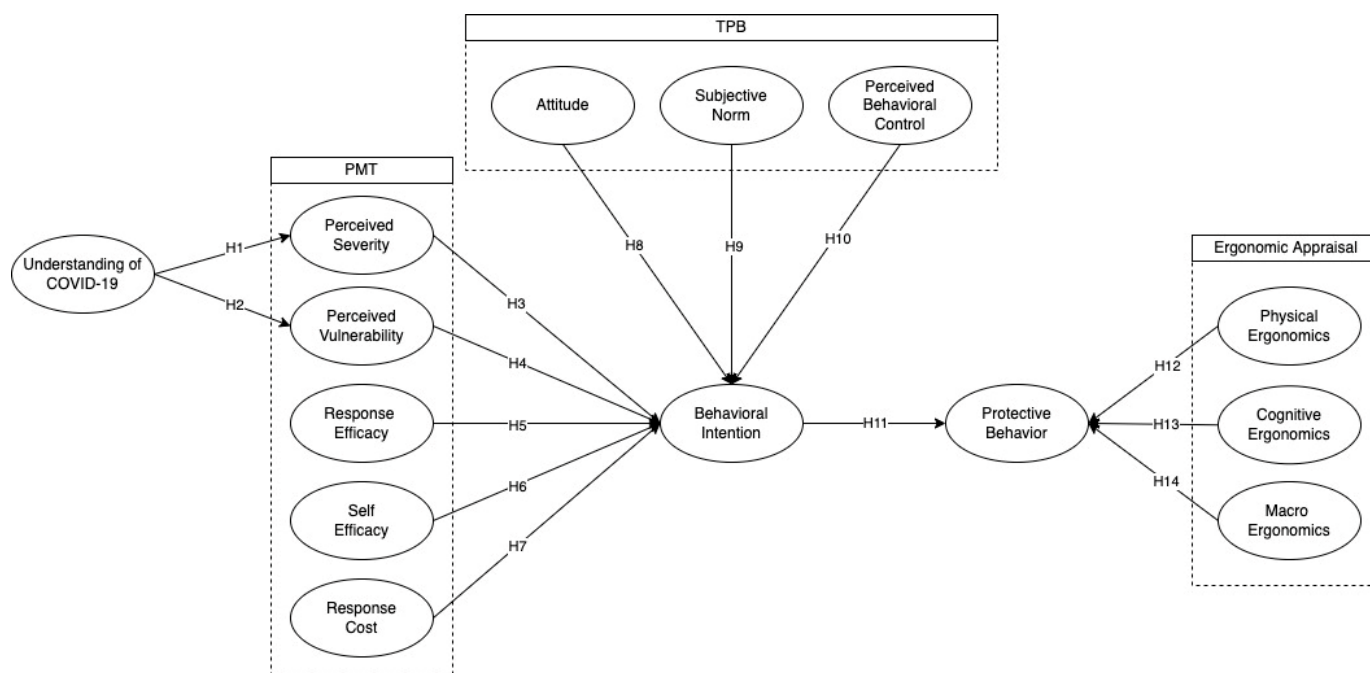 TPB
Attitude
Subjective
Norm
Perceived
Behavioral
Control
PMT
Perceived
Severity
Understanding of
COVID-19
H1
H2
Perceived
Vulnerability
Response
Efficacy
Self
Efficacy
Response
Cost
H3
H4
H5
H6
H7
H8
H9
H10
Behavioral
Intention
H11
Protective
Behavior
Ergonomic Appraisal
Physical
Ergonomics
H12
Cognitive
Ergonomics
H13
H14
Macro
Ergonomics